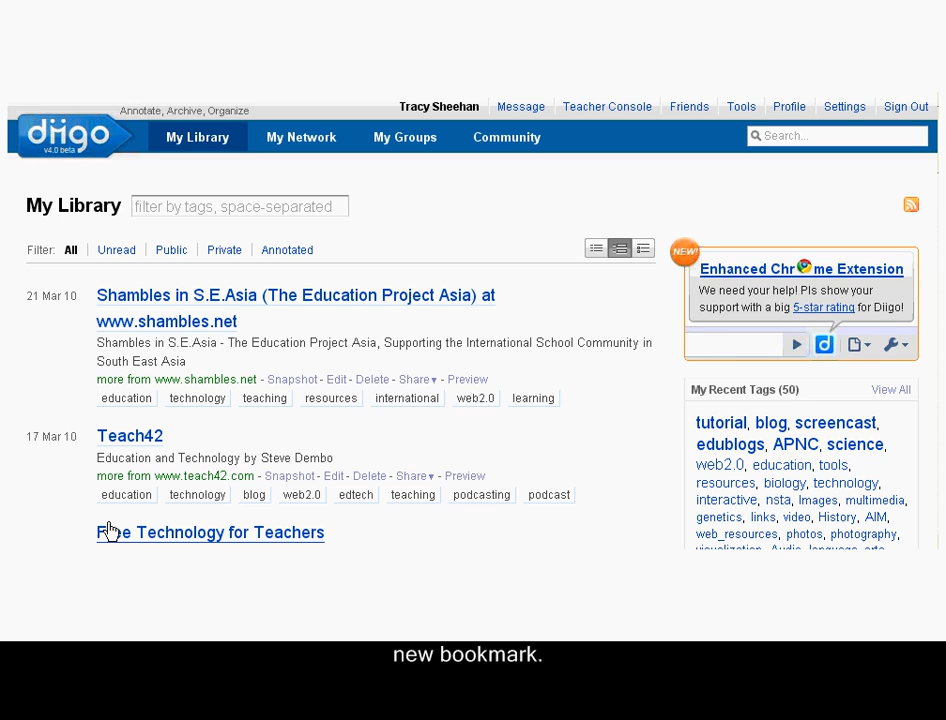 Annotate, Archive, Organize
Tracy Sheehan Message Teacher Console Friends Tools Profile Settings Sign Out
diigo
v4.0 beta
My Library My Network My Groups Community
Search...
My Library filter by tags, space-separated
Filter: All Unread Public Private Annotated
21 Mar 10 Shambles in S.E.Asia (The Education Project Asia) at
www.shambles.net
Shambles in S.E.Asia - The Education Project Asia, Supporting the International School Community in
South East Asia
more from www.shambles.net - Snapshot - Edit - Delete - Share▾ - Preview
education technology teaching resources international web2.0 learning
17 Mar 10 Teach42
Education and Technology by Steve Dembo
more from www.teach42.com - Snapshot - Edit - Delete - Share▾ - Preview
education technology blog web2.0 edtech teaching podcasting podcast
Free Technology for Teachers
NEW!
Enhanced Chrome Extension
We need your help! Pls show your
support with a big 5-star rating for Diigo!
d
My Recent Tags (50) View All
tutorial, blog, screencast,
edublogs, APNC, science,
web2.0, education, tools,
resources, biology, technology,
interactive, nsta, Images, multimedia,
genetics, links, video, History, AIM,
web_resources, photos, photography,
visualization, Audio, language_arts
new bookmark.